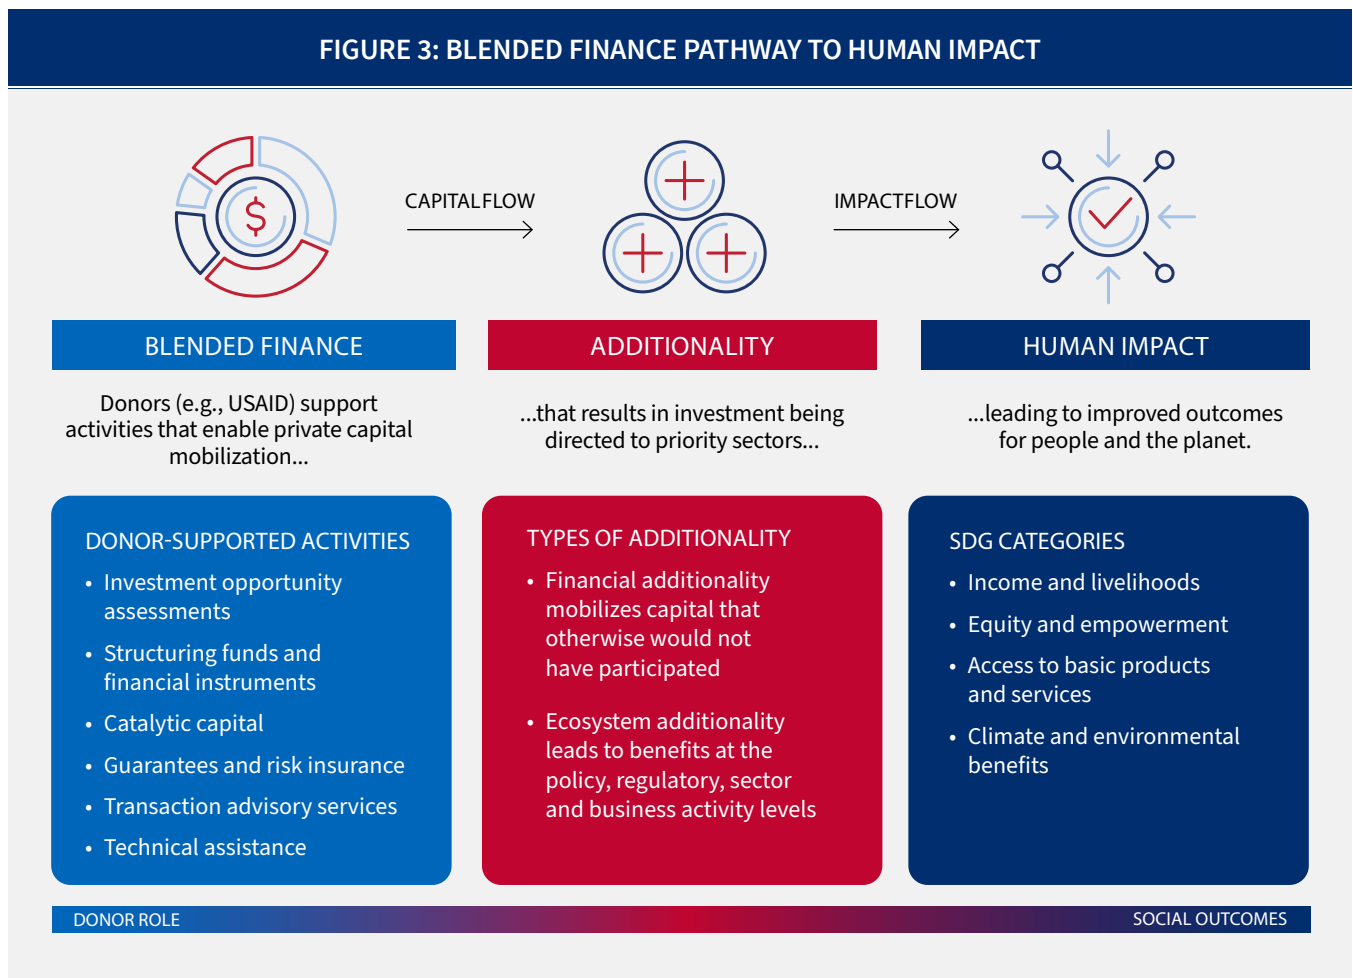 FIGURE 3: BLENDED FINANCE PATHWAY TO HUMAN IMPACT
CAPITAL FLOW
IMPACT FLOW
BLENDED FINANCE
Donors (e.g., USAID) support
activities that enable private capital
mobilization...
ADDITIONALITY
...that results in investment being
directed to priority sectors...
HUMAN IMPACT
...leading to improved outcomes
for people and the planet.
DONOR-SUPPORTED ACTIVITIES
• Investment opportunity
assessments
• Structuring funds and
financial instruments
• Catalytic capital
• Guarantees and risk insurance
• Transaction advisory services
• Technical assistance
TYPES OF ADDITIONALITY
• Financial additionality
mobilizes capital that
otherwise would not
have participated
• Ecosystem additionality
leads to benefits at the
policy, regulatory, sector
and business activity levels
SDG CATEGORIES
• Income and livelihoods
• Equity and empowerment
• Access to basic products
and services
• Climate and environmental
benefits
DONOR ROLE
SOCIAL OUTCOMES